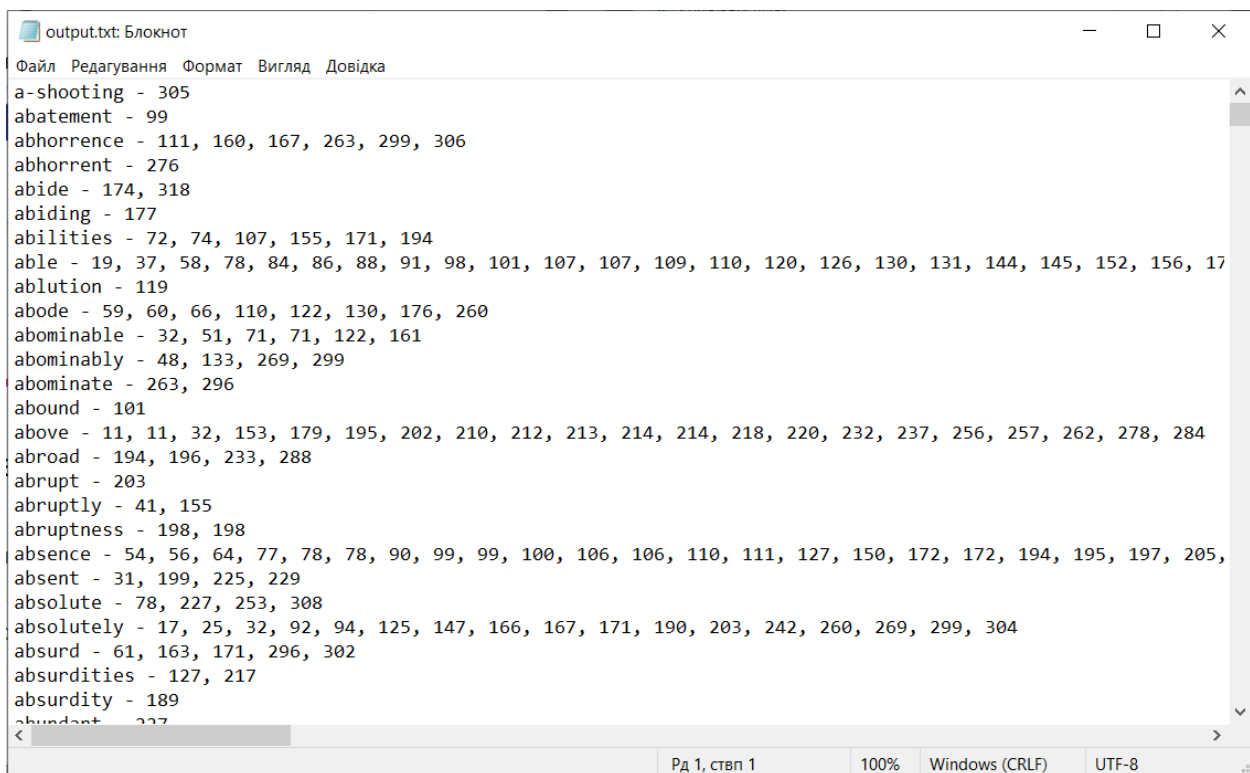 output.txt: Блокнот
Файл Редагування Формат Вигляд Довідка
a-shooting - 305
abatement - 99
abhorrence - 111, 160, 167, 263, 299, 306
abhorrent - 276
abide - 174, 318
abiding - 177
abilities - 72, 74, 107, 155, 171, 194
able - 19, 37, 58, 78, 84, 86, 88, 91, 98, 101, 107, 107, 109, 110, 120, 126, 130, 131, 144, 145, 152, 156, 17
ablution - 119
abode - 59, 60, 66, 110, 122, 130, 176, 260
abominable - 32, 51, 71, 71, 122, 161
abominably - 48, 133, 269, 299
abominate - 263, 296
abound - 101
above - 11, 11, 32, 153, 179, 195, 202, 210, 212, 213, 214, 214, 218, 220, 232, 237, 256, 257, 262, 278, 284
abroad - 194, 196, 233, 288
abrupt - 203
abruptly - 41, 155
abruptness - 198, 198
absence - 54, 56, 64, 77, 78, 78, 90, 99, 99, 100, 106, 106, 110, 111, 127, 150, 172, 172, 194, 195, 197, 205,
absent - 31, 199, 225, 229
absolute - 78, 227, 253, 308
absolutely - 17, 25, 32, 92, 94, 125, 147, 166, 167, 171, 190, 203, 242, 260, 269, 299, 304
absurd - 61, 163, 171, 296, 302
absurdities - 127, 217
absurdity - 189
abundant - 227
Рд 1, ствп 1 100% Windows (CRLF) UTF-8